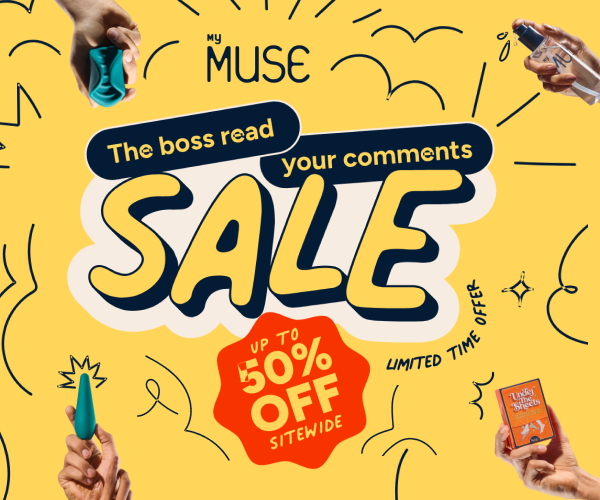 MY
MUSE
The boss read
your comments
SALE
UP TO
50%
OFF
SITEWIDE
LIMITED TIME OFFER
Under
The
Sheets